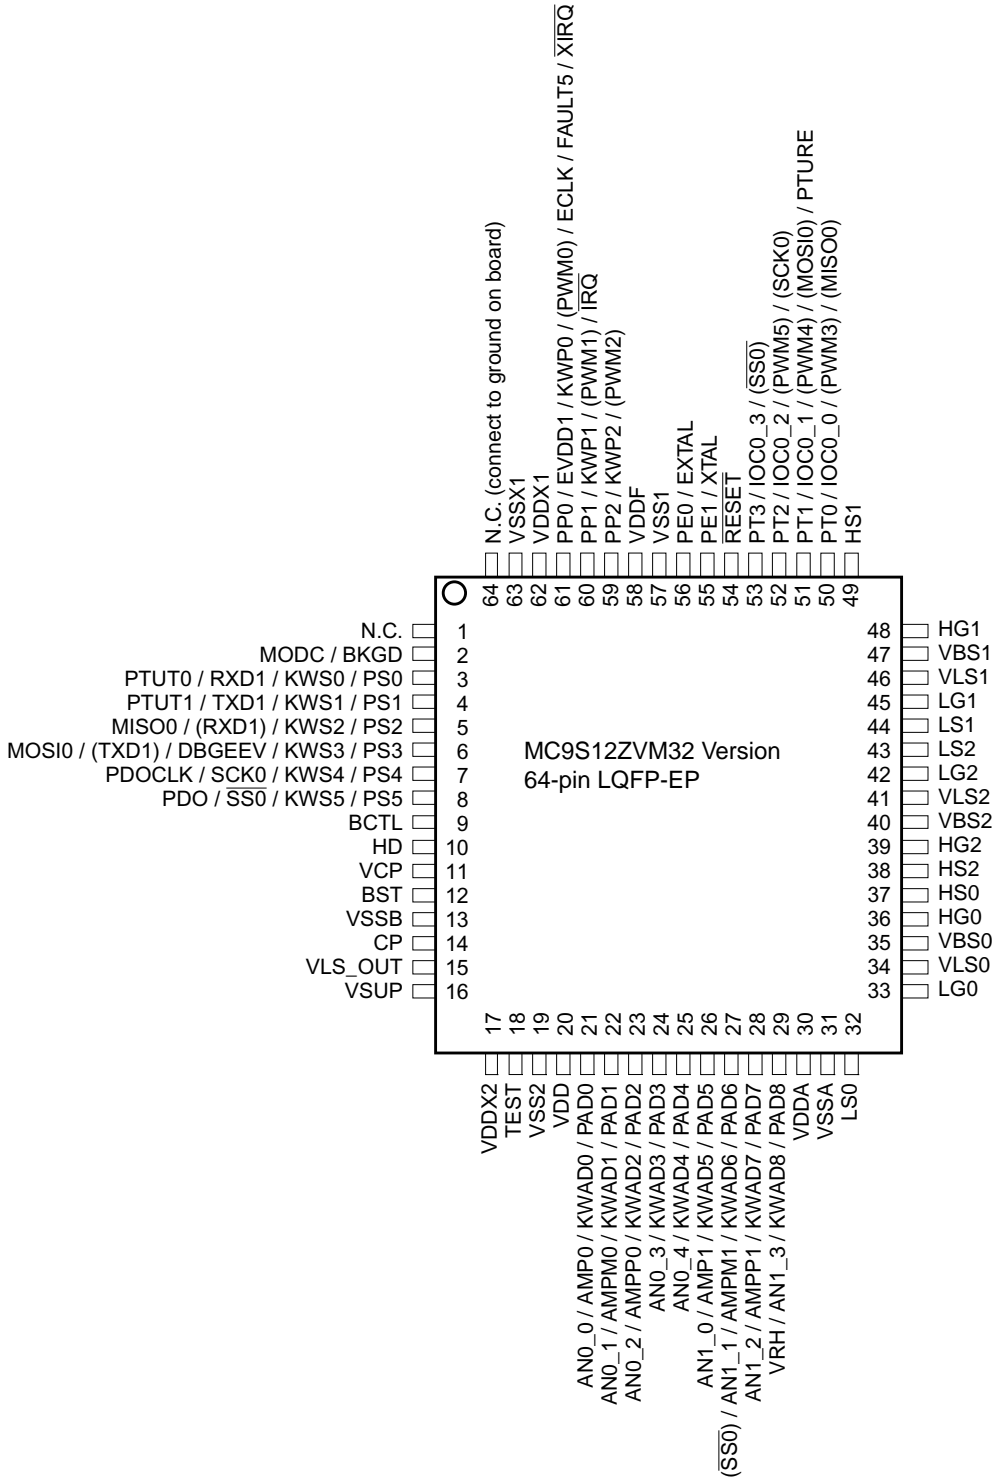 N.C. (connect to ground on board)
VSSX1
VDDX1
PP0 / EVDD1 / KWP0 / (PWM0) / ECLK / FAULT5 / XIRQ
PP1 / KWP1 / (PWM1) / IRQ
PP2 / KWP2 / (PWM2)
VDDF
VSS1
PE0 / EXTAL
PE1 / XTAL
RESET
PT3 / IOC0_3 / (SS0)
PT2 / IOC0_2 / (PWM5) / (SCK0)
PT1 / IOC0_1 / (PWM4) / (MOSI0) / PTURE
PT0 / IOC0_0 / (PWM3) / (MISO0)
HS1
64 63 62 61 60 59 58 57 56 55 54 53 52 51 50 49
N.C. 1
MODC / BKGD 2
PTUT0 / RXD1 / KWS0 / PS0 3
PTUT1 / TXD1 / KWS1 / PS1 4
MISO0 / (RXD1) / KWS2 / PS2 5
MOSI0 / (TXD1) / DBGEEV / KWS3 / PS3 6
PDOCLK / SCK0 / KWS4 / PS4 7
PDO / SS0 / KWS5 / PS5 8
BCTL 9
HD 10
VCP 11
BST 12
VSSB 13
CP 14
VLS_OUT 15
VSUP 16
MC9S12ZVM32 Version
64-pin LQFP-EP
48 HG1
47 VBS1
46 VLS1
45 LG1
44 LS1
43 LS2
42 LG2
41 VLS2
40 VBS2
39 HG2
38 HS2
37 HS0
36 HG0
35 VBS0
34 VLS0
33 LG0
17 18 19 20 21 22 23 24 25 26 27 28 29 30 31 32
VDDX2
TEST
VSS2
VDD
AN0_0 / AMP0 / KWAD0 / PAD0
AN0_1 / AMPM0 / KWAD1 / PAD1
AN0_2 / AMPP0 / KWAD2 / PAD2
AN0_3 / KWAD3 / PAD3
AN0_4 / KWAD4 / PAD4
AN1_0 / AMP1 / KWAD5 / PAD5
(SS0) / AN1_1 / AMPM1 / KWAD6 / PAD6
AN1_2 / AMPP1 / KWAD7 / PAD7
VRH / AN1_3 / KWAD8 / PAD8
VDDA
VSSA
LS0